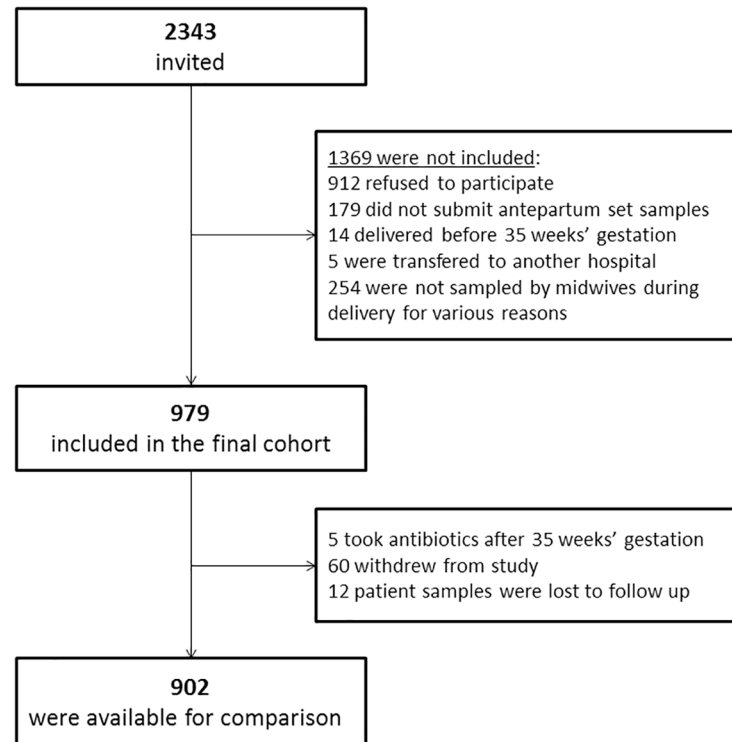 2343
invited
1369 were not included:
912 refused to participate
179 did not submit antepartum set samples
14 delivered before 35 weeks’ gestation
5 were transfered to another hospital
254 were not sampled by midwives during
delivery for various reasons
979
included in the final cohort
5 took antibiotics after 35 weeks’ gestation
60 withdrew from study
12 patient samples were lost to follow up
902
were available for comparison